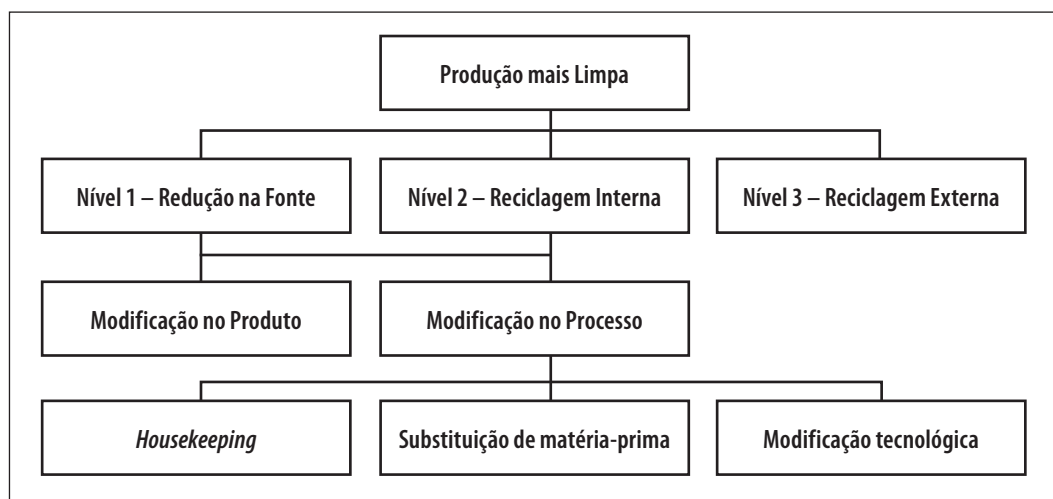 Produção mais Limpa
Nível 1 – Redução na Fonte
Nível 2 – Reciclagem Interna
Nível 3 – Reciclagem Externa
Modificação no Produto
Modificação no Processo
Housekeeping
Substituição de matéria-prima
Modificação tecnológica